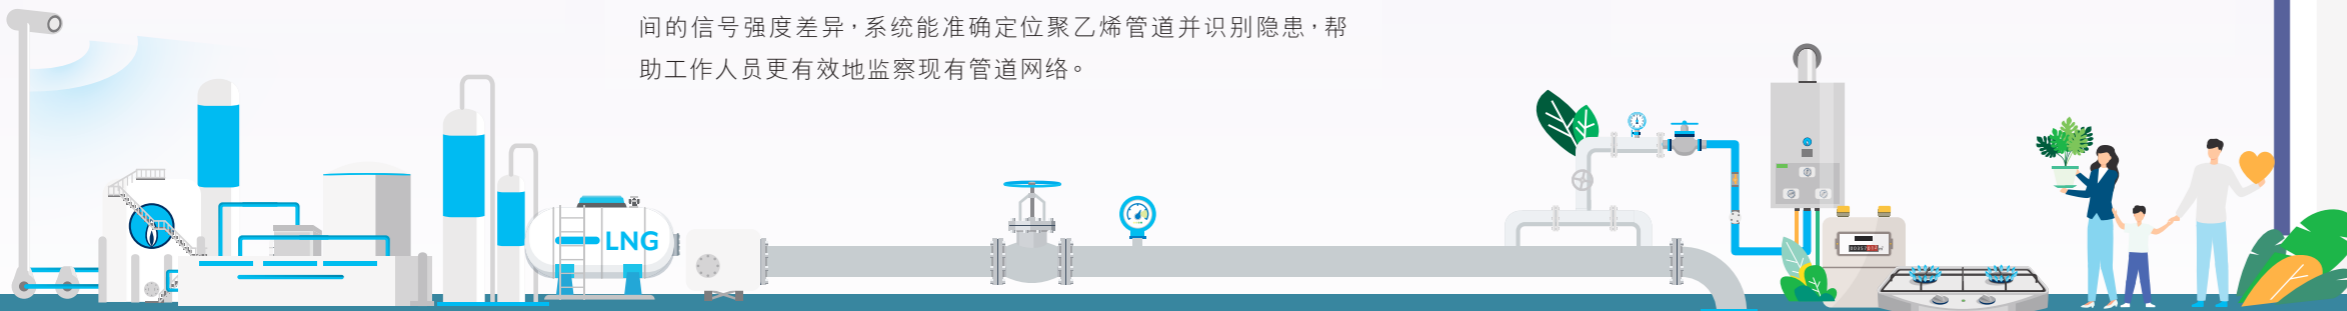 间的信号强度差异，系统能准确定位聚乙烯管道并识别隐患，帮
助工作人员更有效地监察现有管道网络。
LNG